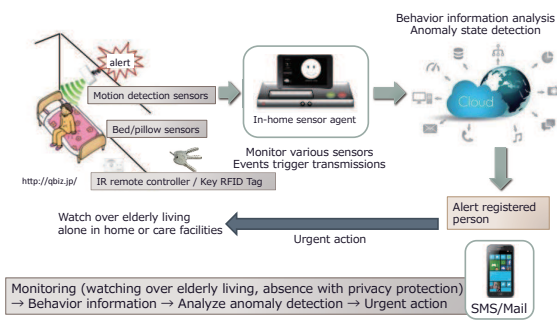 Behavior information analysis
Anomaly state detection
alert
Motion detection sensors
In-home sensor agent
Cloud
Bed/pillow sensors
Monitor various sensors
Events trigger transmissions
http://qbiz.jp/
IR remote controller / Key RFID Tag
Alert registered
person
Watch over elderly living
alone in home or care facilities
Urgent action
Monitoring (watching over elderly living, absence with privacy protection)
→ Behavior information → Analyze anomaly detection → Urgent action
SMS/Mail